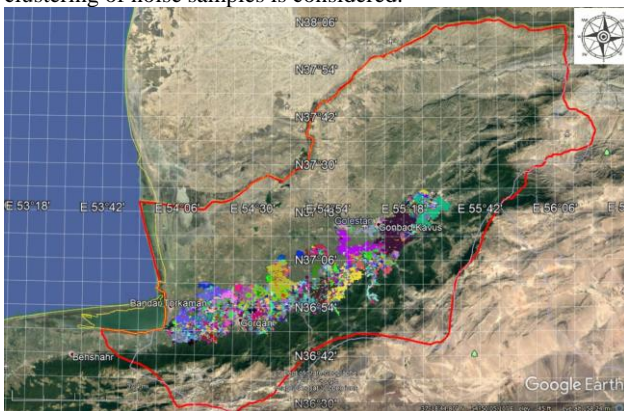 clustering of noise samples is considered.
N38°06'
N37°54'
N37°42'
N37°30'
E 53°18' E 53°42' E 54°06' E 54°30' E 54°54' E 55°18' E 55°42' E 56°06'
Golestan
Gonbad Kavus
N37°06'
Bandar Torkaman
N36°54'
Gorgan
Behshahr
N36°42'
Google Earth
N36°30'